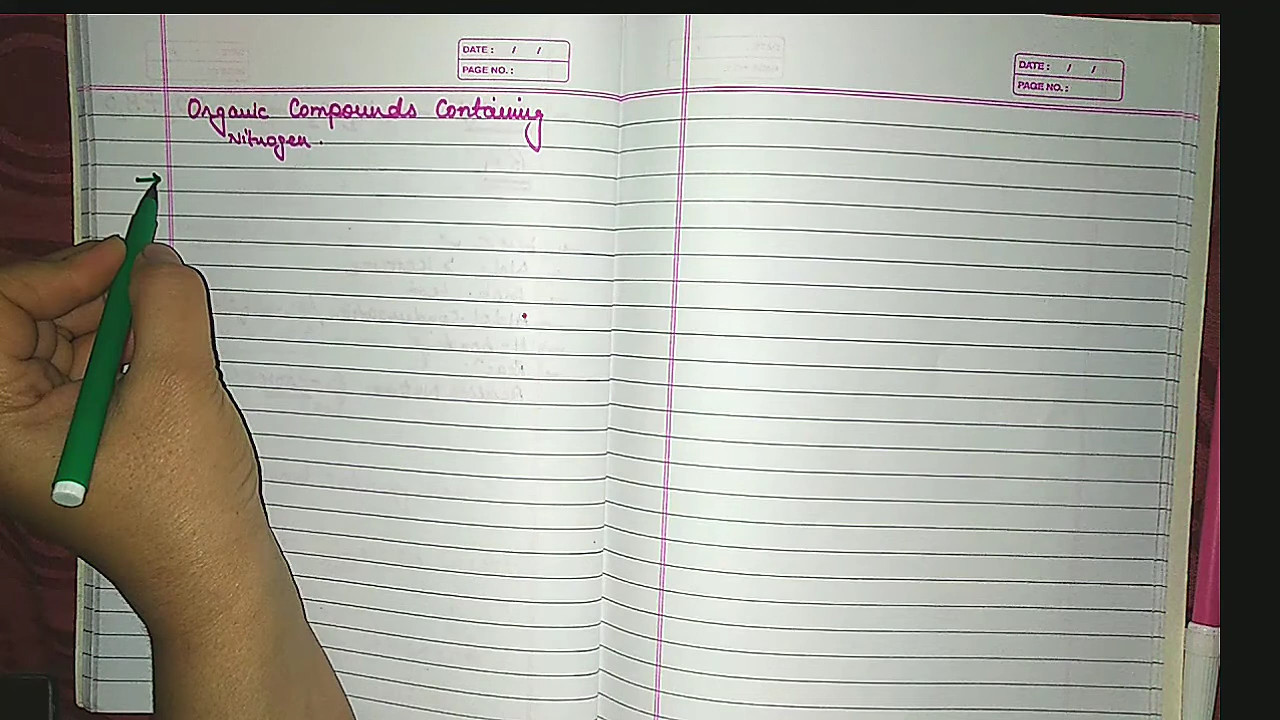 DATE : / /
PAGE NO. :
DATE : / /
PAGE NO. :
Organic Compounds Containing
Nitrogen.
→